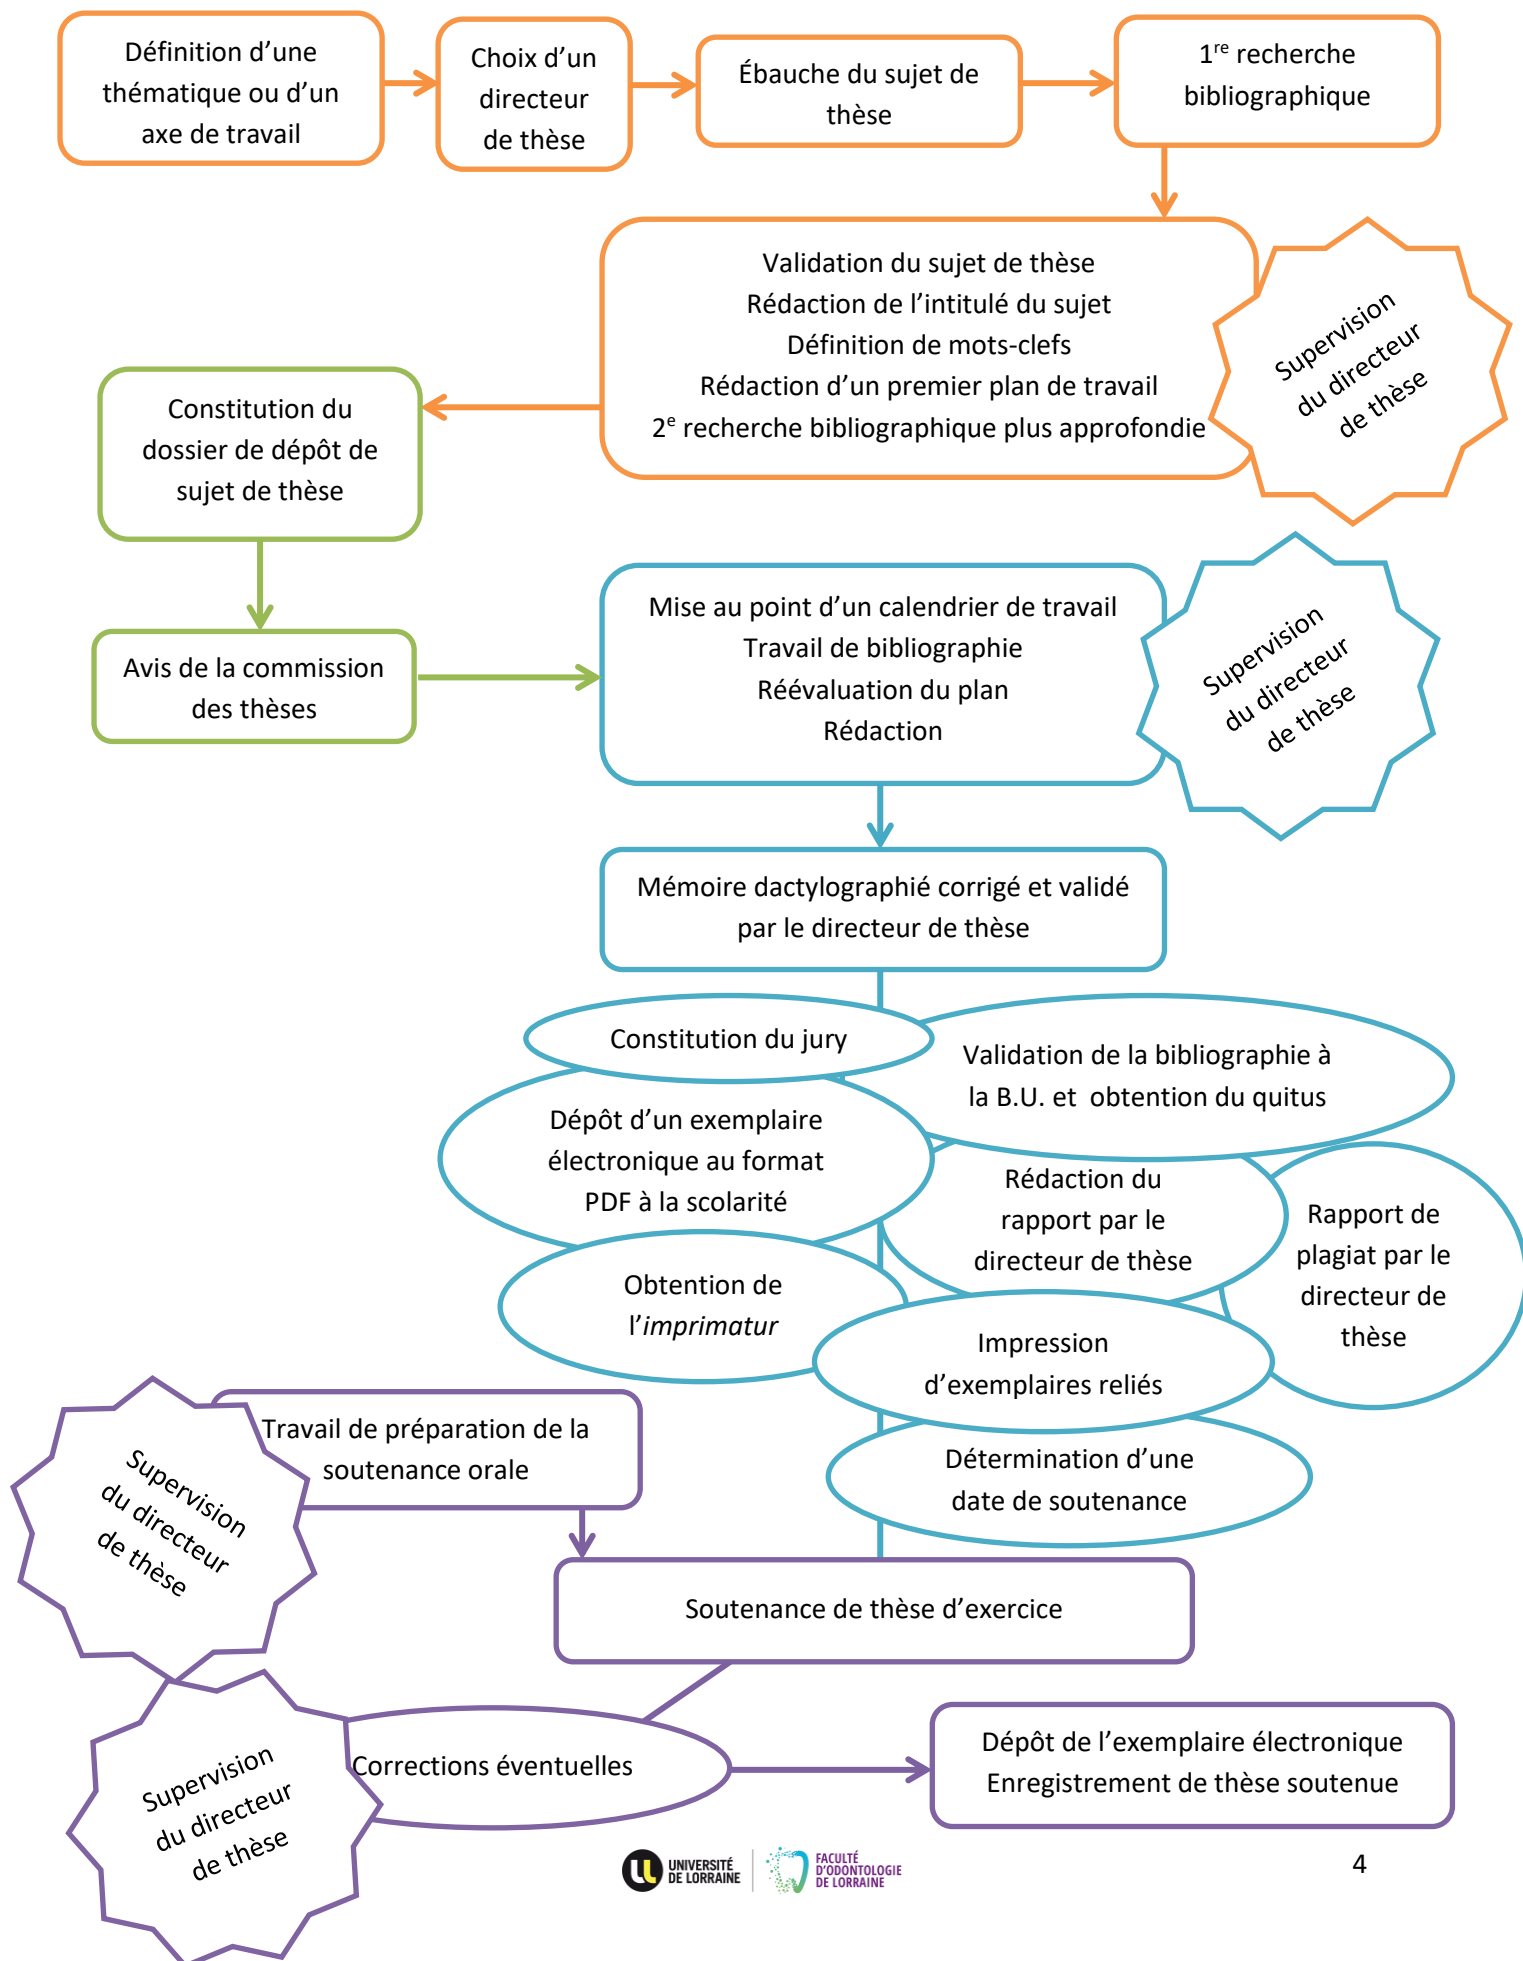 Définition d’une
thématique ou d’un
axe de travail
Choix d’un
directeur
de thèse
Ébauche du sujet de
thèse
1re recherche
bibliographique
Validation du sujet de thèse
Rédaction de l’intitulé du sujet
Définition de mots-clefs
Rédaction d’un premier plan de travail
2e recherche bibliographique plus approfondie
Supervision
du directeur
de thèse
Constitution du
dossier de dépôt de
sujet de thèse
Avis de la commission
des thèses
Mise au point d’un calendrier de travail
Travail de bibliographie
Réévaluation du plan
Rédaction
Supervision
du directeur
de thèse
Mémoire dactylographié corrigé et validé
par le directeur de thèse
Constitution du jury
Validation de la bibliographie à
la B.U. et  obtention du quitus
Dépôt d’un exemplaire
électronique au format
PDF à la scolarité
Rédaction du
rapport par le
directeur de thèse
Rapport de
plagiat par le
directeur de
thèse
Obtention de
l’imprimatur
Impression
d’exemplaires reliés
Détermination d’une
date de soutenance
Travail de préparation de la
soutenance orale
Supervision
du directeur
de thèse
Soutenance de thèse d’exercice
Corrections éventuelles
Supervision
du directeur
de thèse
Dépôt de l’exemplaire électronique
Enregistrement de thèse soutenue
UNIVERSITÉ
DE LORRAINE
FACULTÉ
D’ODONTOLOGIE
DE LORRAINE
4